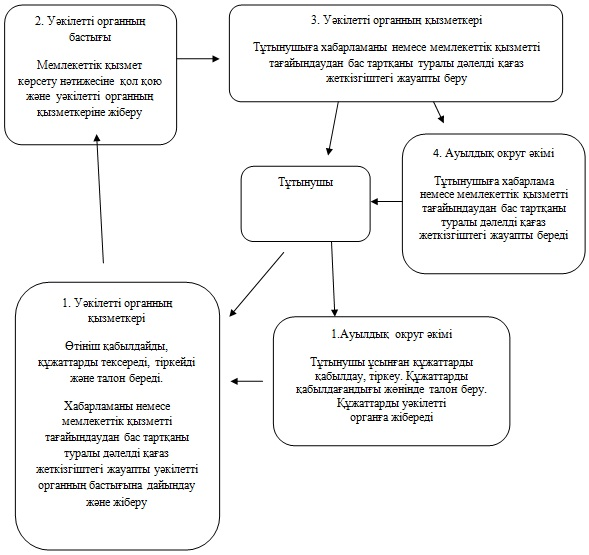 2. Уәкілетті органның
бастығы
Мемлекеттік қызмет
көрсету нәтижесіне қол қою
және уәкілетті органның
қызметкеріне жіберу
3. Уәкілетті органның қызметкері
Тұтынушыға хабарламаны немесе мемлекеттік қызметті
тағайындаудан бас тартқаны туралы дәлелді қағаз
жеткізгіштегі жауапты беру
4. Ауылдық округ әкімі
Тұтынушыға хабарлама
немесе мемлекеттік қызметті
тағайындаудан бас тартқаны
туралы дәлелді қағаз
жеткізгіштегі жауапты береді
Тұтынушы
1. Уәкілетті органның
қызметкері
Өтініш қабылдайды,
құжаттарды тексереді, тіркейді
және талон береді.
Хабарламаны немесе
мемлекеттік қызметті
тағайындаудан бас тартқаны
туралы дәлелді қағаз
жеткізгіштегі жауапты уәкілетті
органның бастығына дайындау
және жіберу
1.Ауылдық округ әкімі
Тұтынушы ұсынған құжаттарды
қабылдау, тіркеу. Құжаттарды
қабылдағандығы жөнінде талон беру.
Құжаттарды уәкілетті
органға жібереді